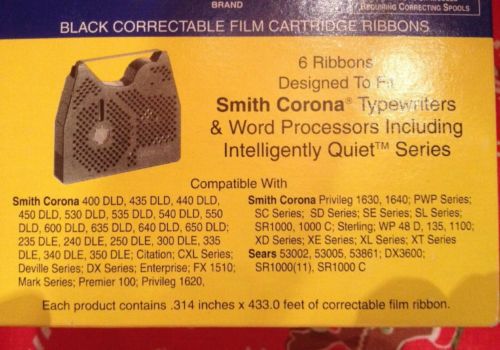 BRAND
REQUIRING CORRECTING SPOOLS
BLACK CORRECTABLE FILM CARTRIDGE RIBBONS
6 Ribbons
Designed To Fit
Smith Corona® Typewriters
& Word Processors Including
Intelligently Quiet™ Series
Compatible With
Smith Corona 400 DLD, 435 DLD, 440 DLD,
450 DLD, 530 DLD, 535 DLD, 540 DLD, 550
DLD, 600 DLD, 635 DLD, 640 DLD, 650 DLD;
235 DLE, 240 DLE, 250 DLE, 300 DLE, 335
DLE, 340 DLE, 350 DLE; Citation; CXL Series;
Deville Series; DX Series; Enterprise; FX 1510;
Mark Series; Premier 100; Privileg 1620,
Smith Corona Privileg 1630, 1640; PWP Series;
SC Series; SD Series; SE Series; SL Series;
SR1000, 1000 C; Sterling; WP 48 D, 135, 1100;
XD Series; XE Series; XL Series; XT Series
Sears 53002, 53005, 53861; DX3600;
SR1000(11), SR1000 C
Each product contains .314 inches x 433.0 feet of correctable film ribbon.